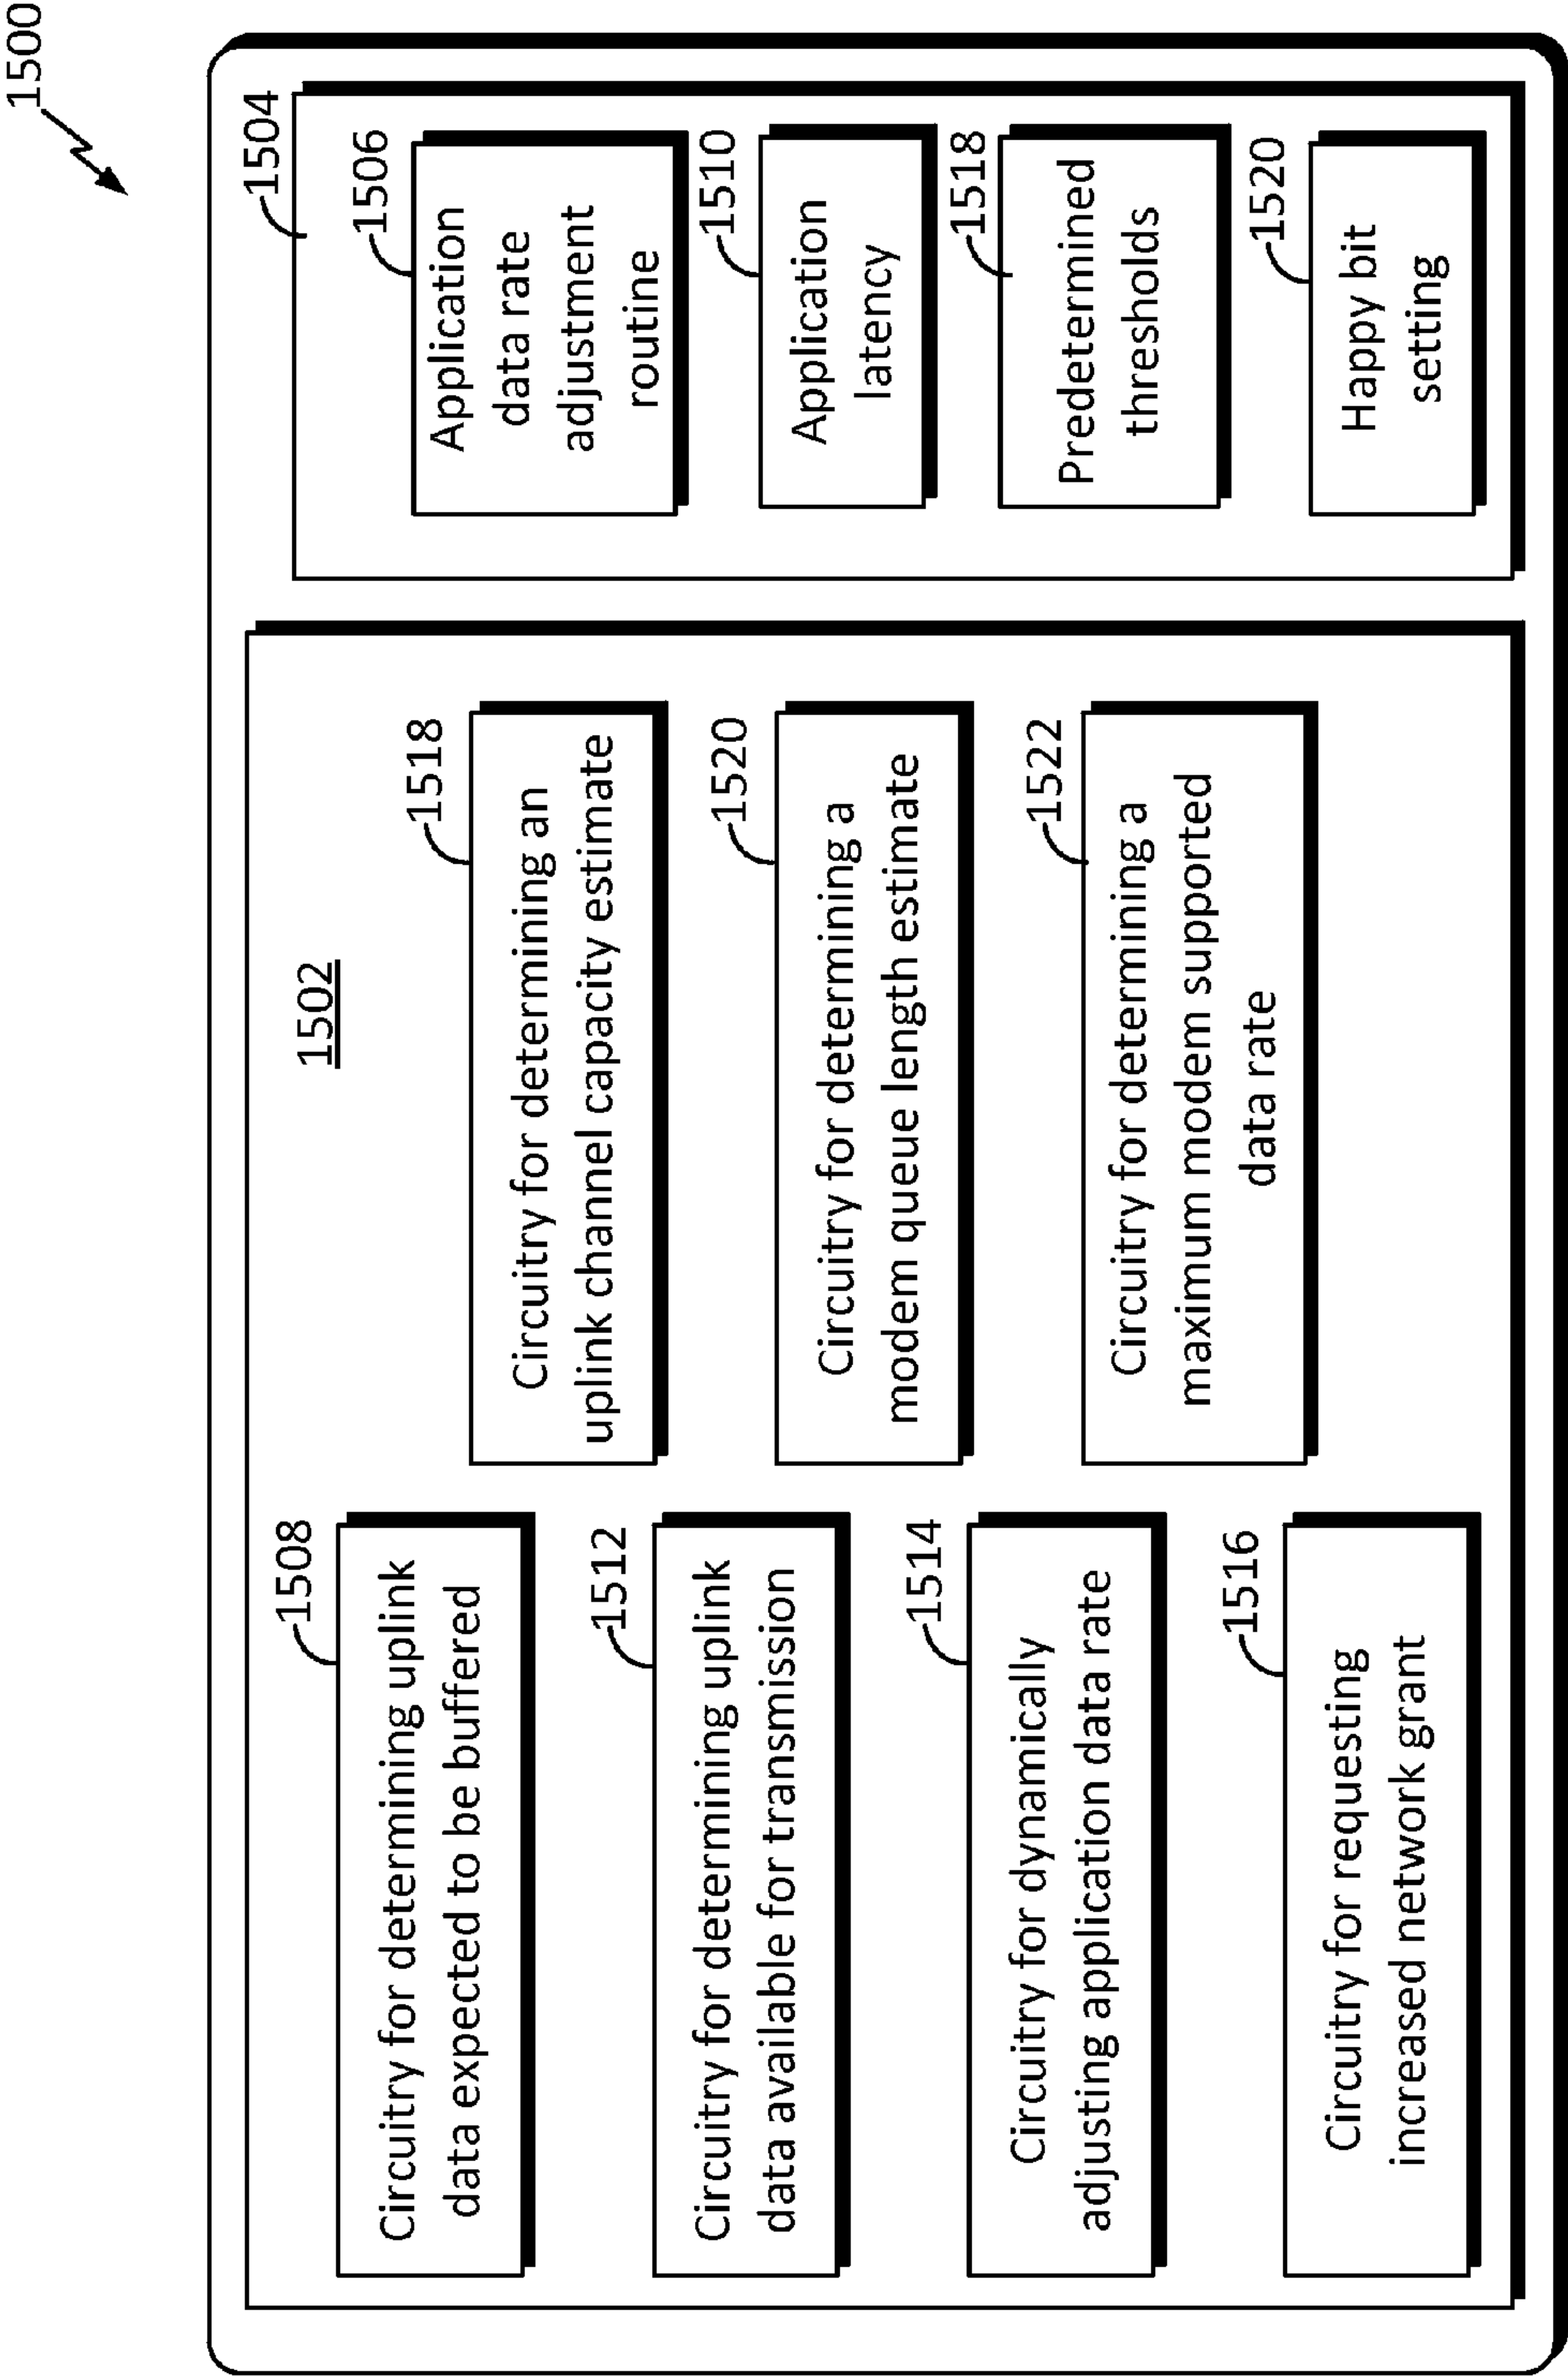 1500
1502
1508
Circuitry for determining uplink
data expected to be buffered
1512
Circuitry for determining uplink
data available for transmission
1514
Circuitry for dynamically
adjusting application data rate
1516
Circuitry for requesting
increased network grant
1518
Circuitry for determining an
uplink channel capacity estimate
1520
Circuitry for determining a
modem queue length estimate
1522
Circuitry for determining a
maximum modem supported
data rate
1504
1506
Application
data rate
adjustment
routine
1510
Application
latency
1518
Predetermined
thresholds
1520
Happy bit
setting